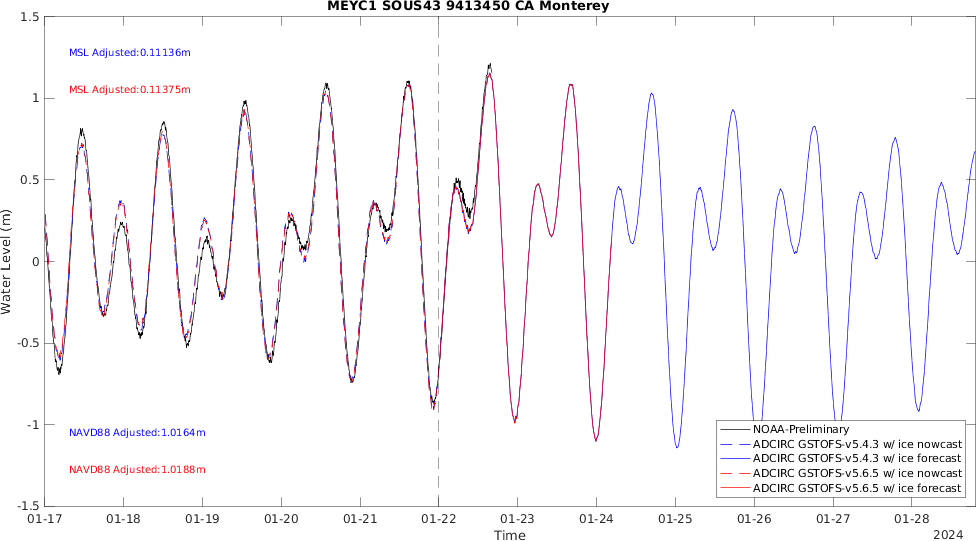 MEYC1 SOUS43 9413450 CA Monterey
1.5
1
0.5
0
-0.5
-1
-1.5
Water Level (m)
MSL Adjusted:0.11136m
MSL Adjusted:0.11375m
NAVD88 Adjusted:1.0164m
NAVD88 Adjusted:1.0188m
NOAA-Preliminary
ADCIRC GSTOFS-v5.4.3 w/ ice nowcast
ADCIRC GSTOFS-v5.4.3 w/ ice forecast
ADCIRC GSTOFS-v5.6.5 w/ ice nowcast
ADCIRC GSTOFS-v5.6.5 w/ ice forecast
01-17 01-18 01-19 01-20 01-21 01-22 01-23 01-24 01-25 01-26 01-27 01-28
Time
2024